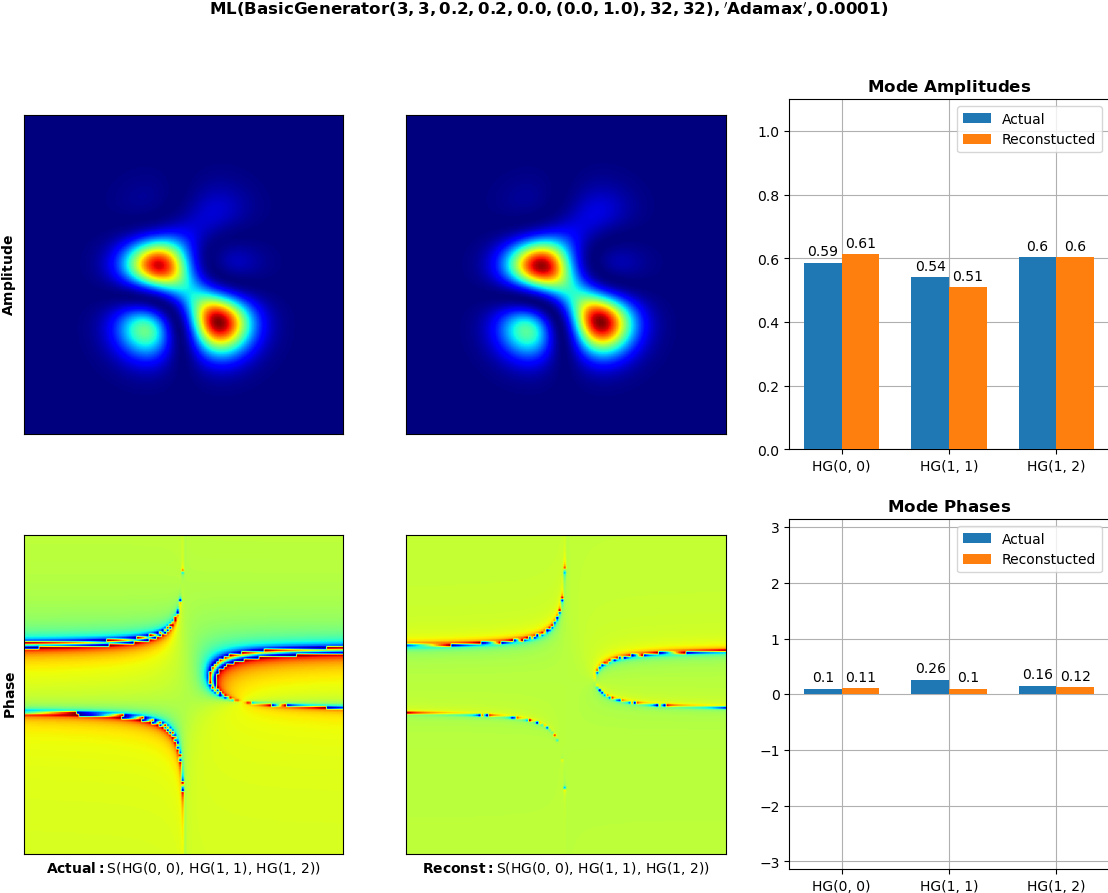 ML(BasicGenerator(3, 3, 0.2, 0.2, 0.0, (0.0, 1.0), 32, 32), ′Adamax′, 0.0001)
Amplitude
Mode Amplitudes
Actual
Reconstucted
1.0
0.8
0.6
0.4
0.2
0.0
0.59
0.61
0.54
0.51
0.6
0.6
HG(0, 0)
HG(1, 1)
HG(1, 2)
Phase
Actual: S(HG(0, 0), HG(1, 1), HG(1, 2))
Reconst: S(HG(0, 0), HG(1, 1), HG(1, 2))
Mode Phases
Actual
Reconstucted
3
2
1
0
−1
−2
−3
0.1
0.11
0.26
0.1
0.16
0.12
HG(0, 0)
HG(1, 1)
HG(1, 2)